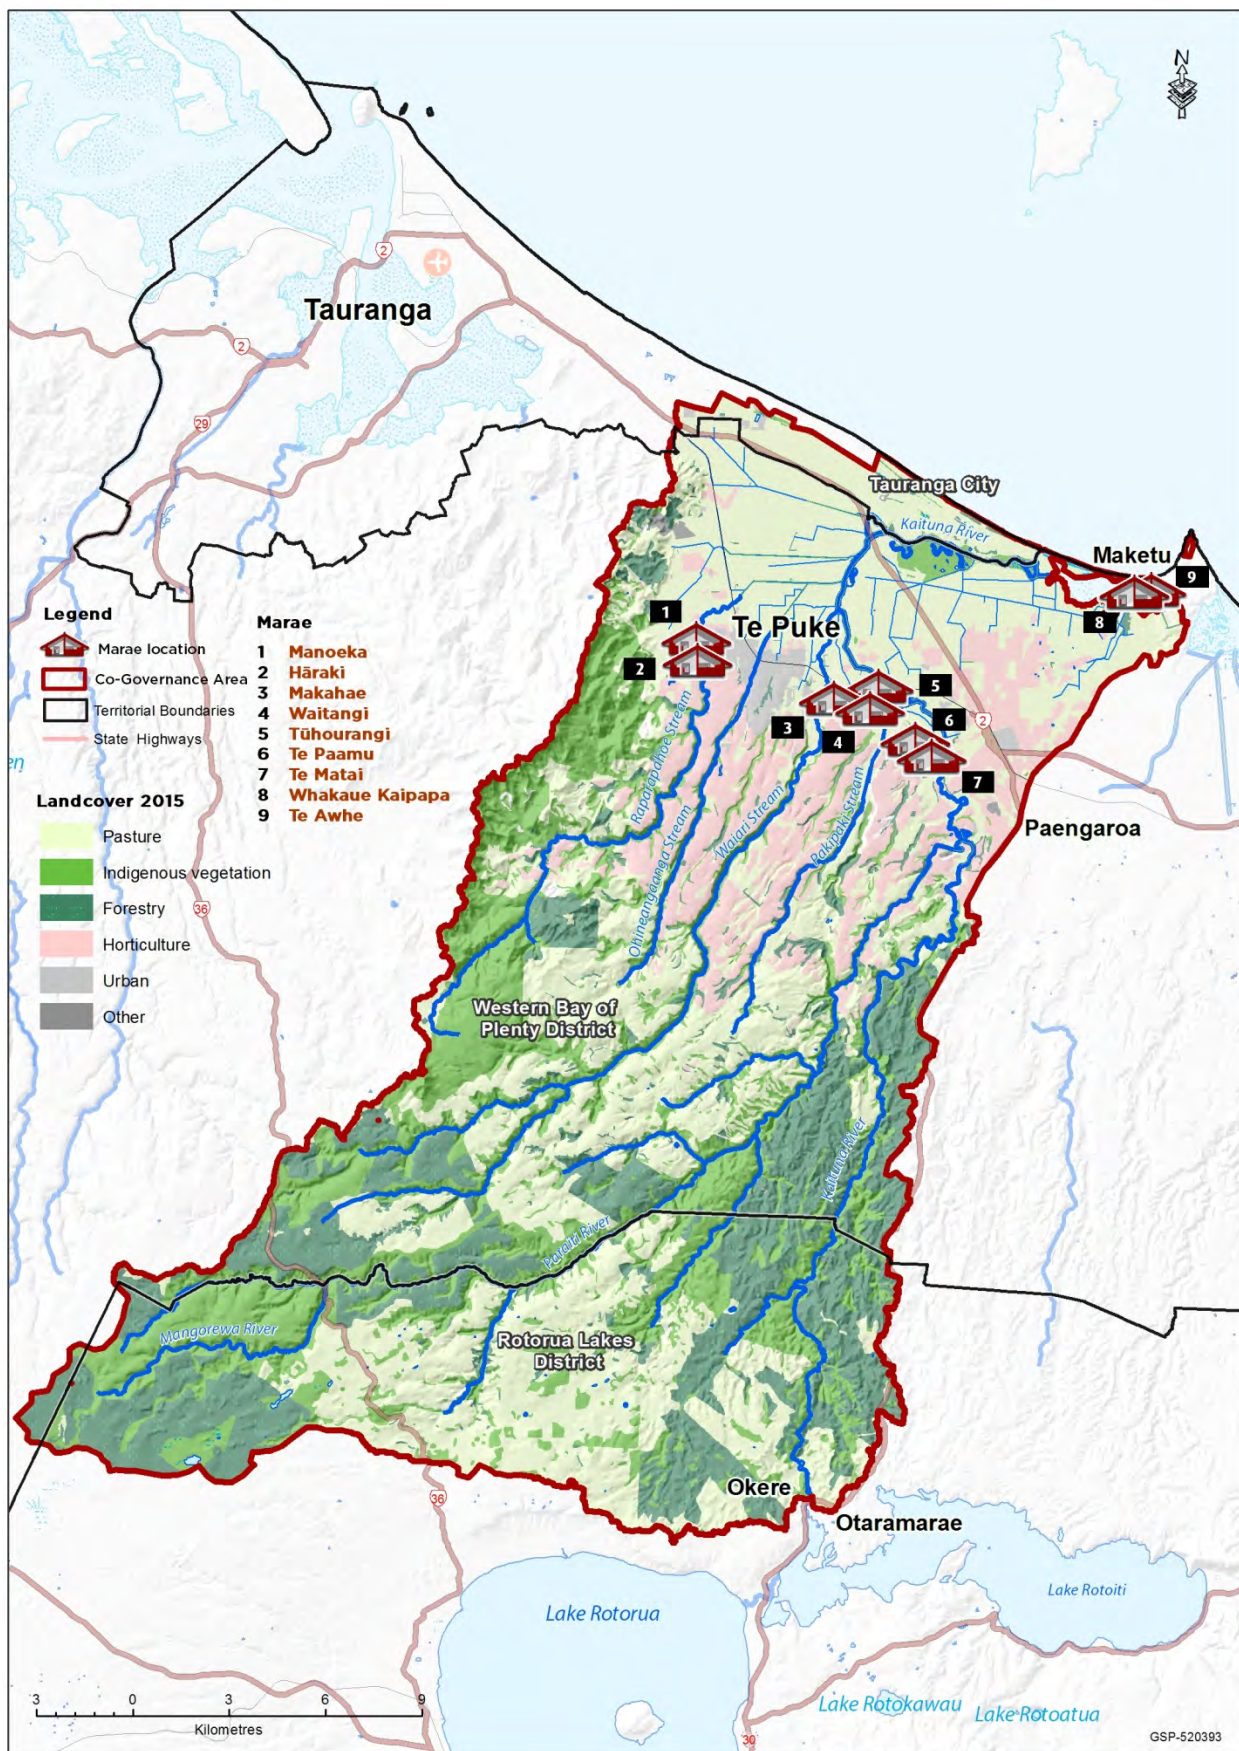 N
2
Tauranga
2
29
Tauranga City
Kaituna River
Maketu
9
8
Legend
Marae location
Co-Governance Area
Territorial Boundaries
State Highways
Marae
1 Manoeka
2 Hāraki
3 Makahae
4 Waitangi
5 Tūhourangi
6 Te Paamu
7 Te Matai
8 Whakaue Kaipapa
9 Te Awhe
1
Te Puke
2
3
4
5
6
7
2
Landcover 2015
Pasture
Indigenous vegetation
Forestry
Horticulture
Urban
Other
Raparapahoe Stream
Ohineangaanga Stream
Waiari Stream
Pakipaki Stream
Paengaroa
36
Western Bay of
Plenty District
Kaituna River
Pararu River
Mangorewa River
Rotorua Lakes
District
36
Okere
Otaramarae
Lake Rotorua
Lake Rotoiti
Lake Rotokawau
Lake Rotoatua
3 0 3 6 9
Kilometres
30
GSP-520393